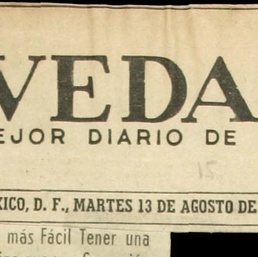 VEDA
EJOR DIARIO DE
15
XICO, D. F., MARTES 13 DE AGOSTO DE
más Fácil Tener una